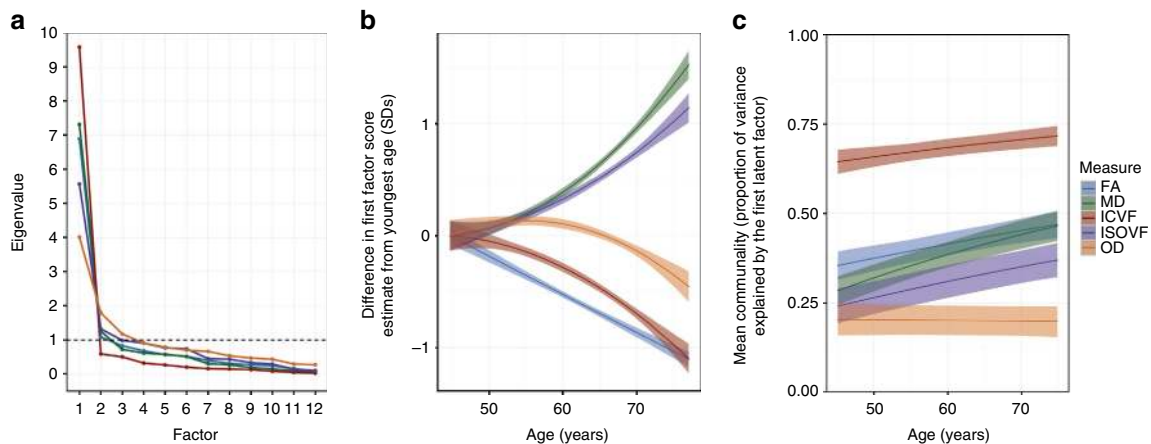 a
10
9
8
7
6
5
4
3
2
1
0
Eigenvalue
1 2 3 4 5 6 7 8 9 10 11 12
Factor
b
Difference in first factor score
estimate from youngest age (SDs)
1
0
−1
50 60 70
Age (years)
c
Mean communality (proportion of variance
explained by the first latent factor)
1.00
0.75
0.50
0.25
0.00
50 60 70
Age (years)
Measure
FA
MD
ICVF
ISOVF
OD